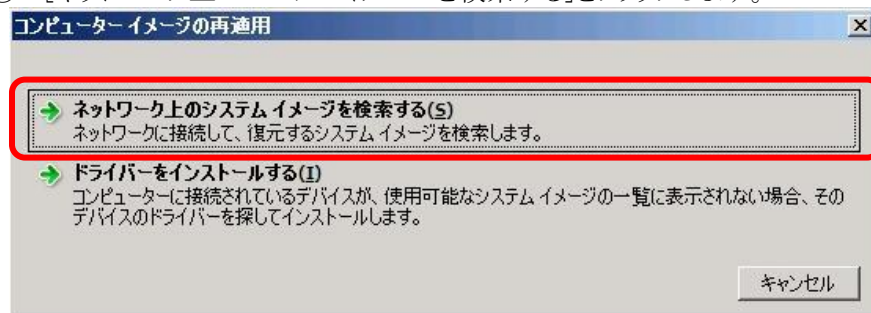 コンピューター イメージの再適用
ネットワーク上のシステム イメージを検索する(S)
ネットワークに接続して、復元するシステム イメージを検索します。
ドライバーをインストールする(I)
コンピューターに接続されているデバイスが、使用可能なシステム イメージの一覧に表示されない場合、その
デバイスのドライバーを探してインストールします。
キャンセル